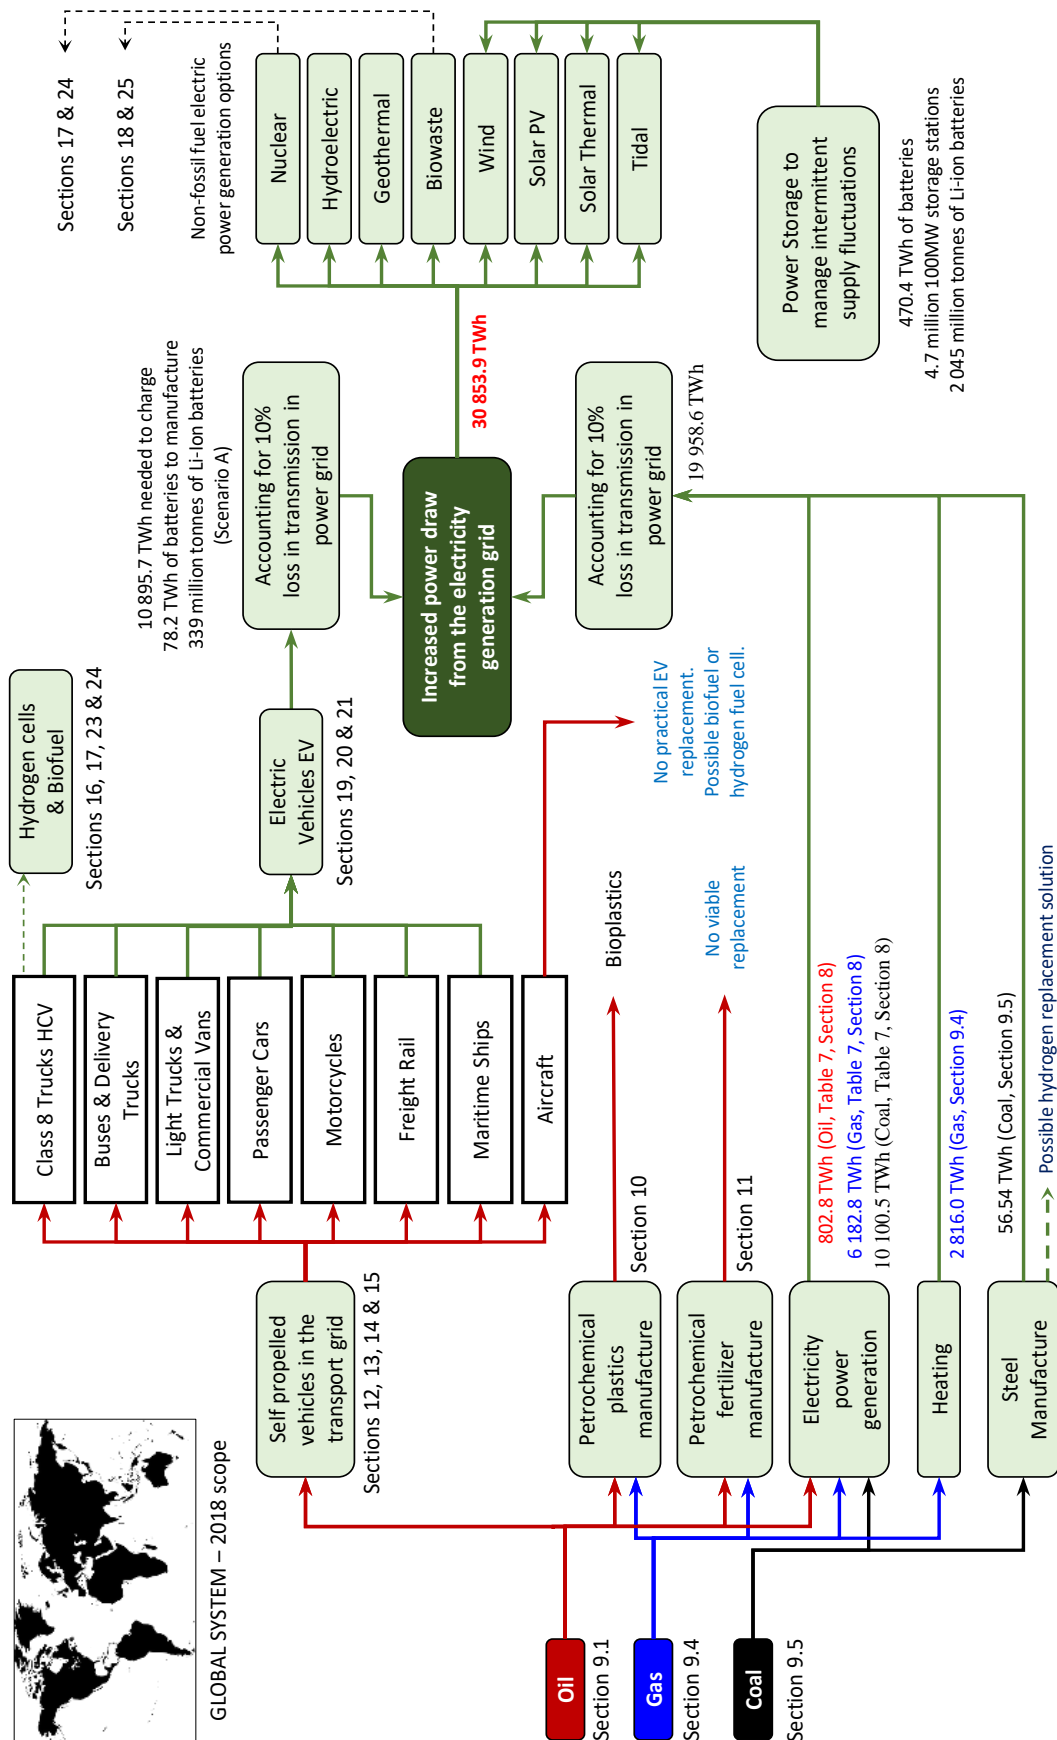 GLOBAL SYSTEM – 2018 scope
Oil
Section 9.1
Gas
Section 9.4
Coal
Section 9.5
Self propelled
vehicles in the
transport grid
Sections 12, 13, 14 & 15
Petrochemical
plastics
manufacture
Section 10
Petrochemical
fertilizer
manufacture
Section 11
Electricity
power
generation
Heating
Steel
Manufacture
Class 8 Trucks HCV
Buses & Delivery
Trucks
Light Trucks &
Commercial Vans
Passenger Cars
Motorcycles
Freight Rail
Maritime Ships
Aircraft
Bioplastics
No viable
replacement
No practical EV
replacement.
Possible biofuel or
hydrogen fuel cell.
802.8 TWh (Oil, Table 7, Section 8)
6 182.8 TWh (Gas, Table 7, Section 8)
10 100.5 TWh (Coal, Table 7, Section 8)
2 816.0 TWh (Gas, Section 9.4)
56.54 TWh (Coal, Section 9.5)
Possible hydrogen replacement solution
Hydrogen cells
& Biofuel
Sections 16, 17, 23 & 24
Electric
Vehicles EV
Sections 19, 20 & 21
10 895.7 TWh needed to charge
78.2 TWh of batteries to manufacture
339 million tonnes of Li-Ion batteries
(Scenario A)
Accounting for 10%
loss in transmission in
power grid
Increased power draw
from the electricity
generation grid
30 853.9 TWh
Accounting for 10%
loss in transmission in
power grid
19 958.6 TWh
Sections 17 & 24
Sections 18 & 25
Non-fossil fuel electric
power generation options
Nuclear
Hydroelectric
Geothermal
Biowaste
Wind
Solar PV
Solar Thermal
Tidal
Power Storage to
manage intermittent
supply fluctuations
470.4 TWh of batteries
4.7 million 100MW storage stations
2 045 million tonnes of Li-ion batteries